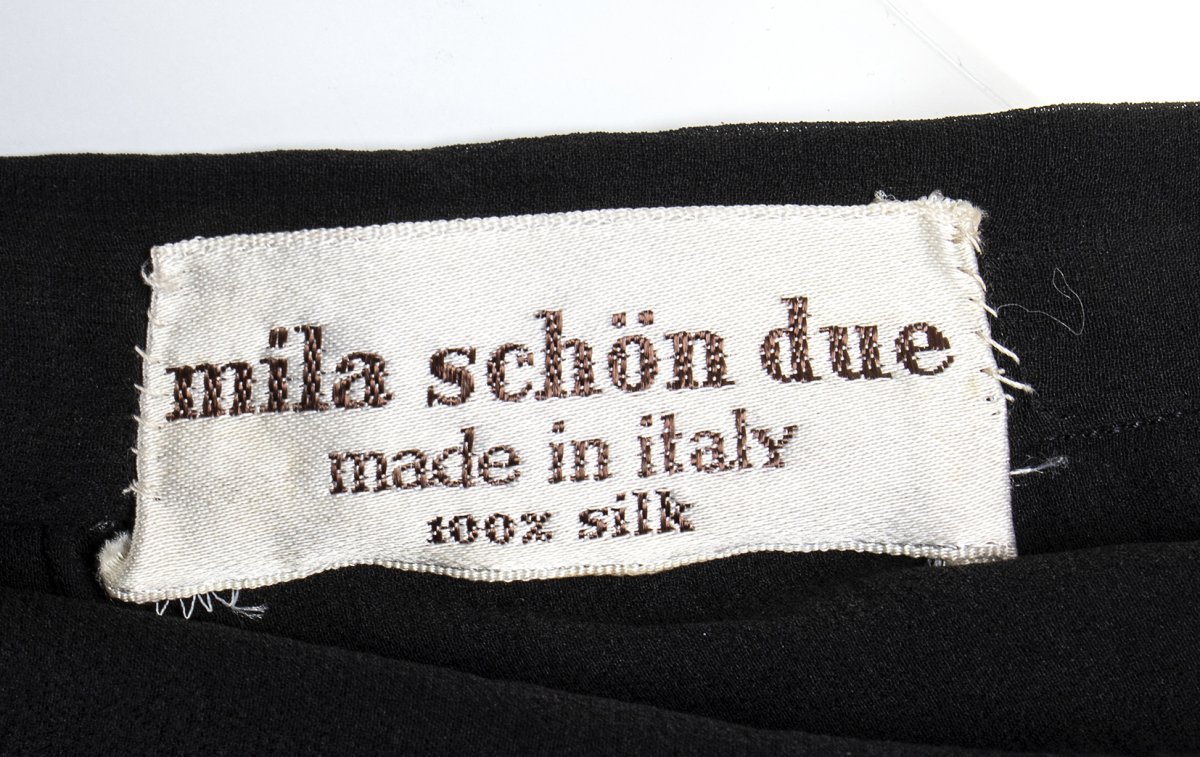 mila schön due
made in italy
100% silk